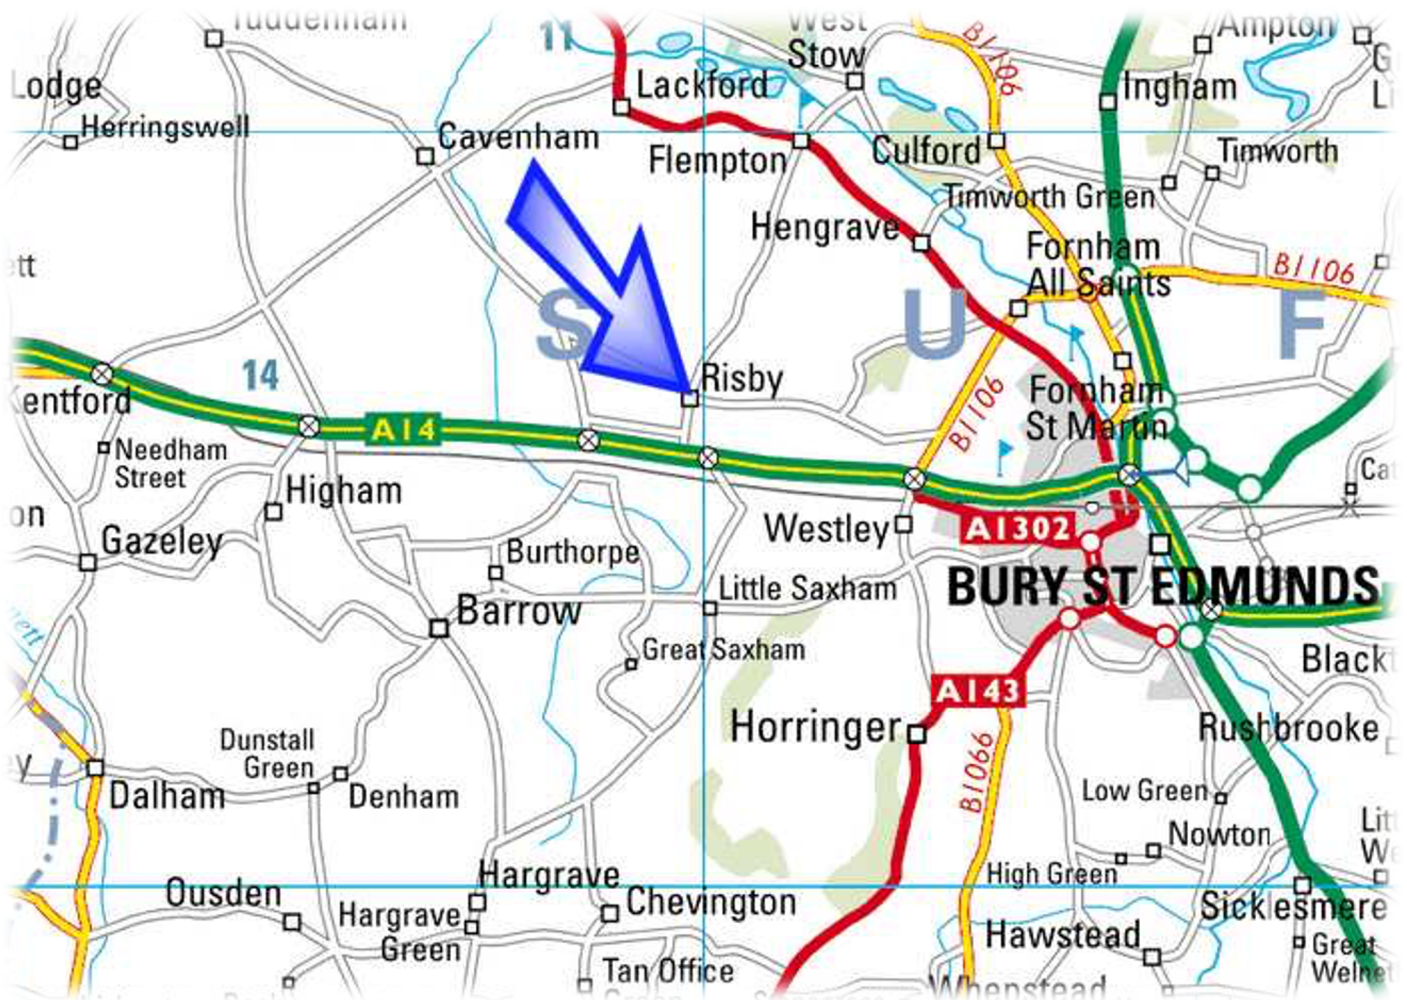 11
West
Stow
Ampton
Lodge
Lackford
Ingham
Herringswell
Cavenham
B1106
Flempton
Culford
Timworth
Timworth Green
Hengrave
Fornham
All Saints
B1106
S
U
F
14
Risby
Kentford
A14
B1106
Fornham
St Martin
Needham
Street
Higham
Westley
A1302
Gazeley
Burthorpe
Little Saxham
BURY ST EDMUNDS
Barrow
Great Saxham
A143
Horringer
Rushbrooke
Dunstall
Green
Dalham
Denham
B1066
Low Green
Nowton
High Green
Hargrave
Ousden
Chevington
Hargrave
Green
Sicklesmere
Hawstead
Great
Welnet
Tan Office